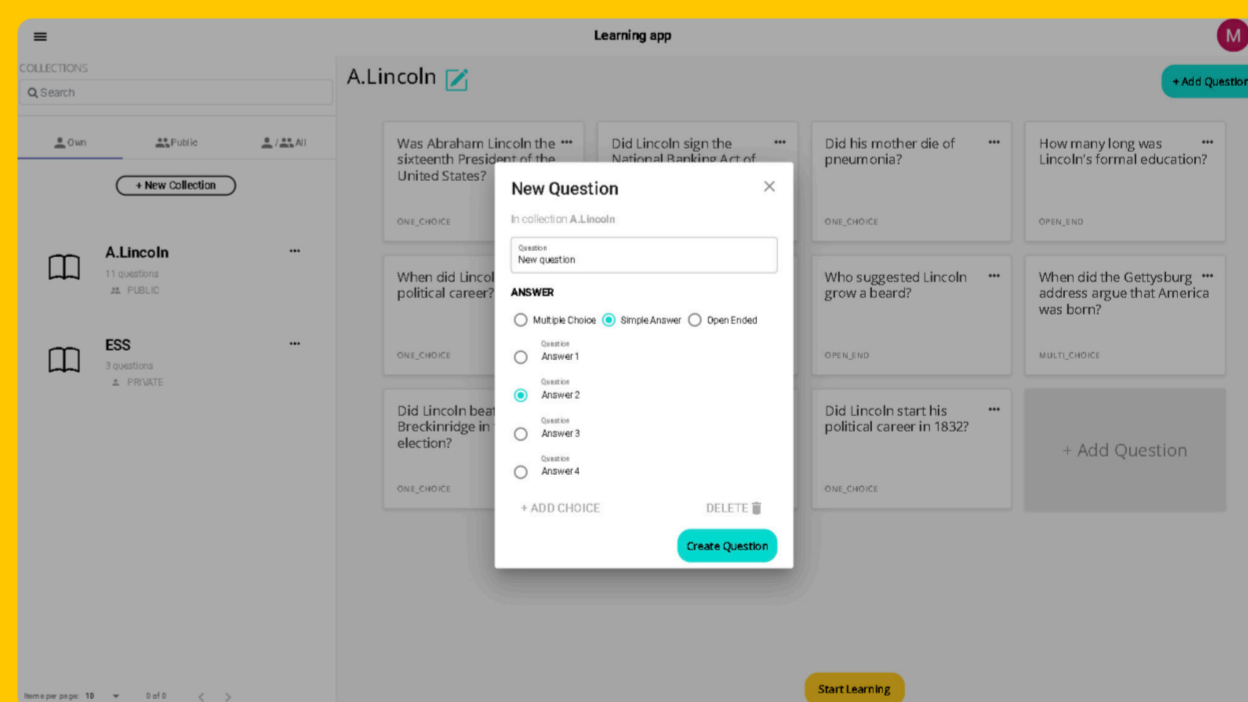 Learning app
M
COLLECTIONS
Search
Own
Public
/ All
+ New Collection
A.Lincoln
11 questions
PUBLIC
ESS
3 questions
PRIVATE
Items per page: 10
0 of 0
A.Lincoln
+ Add Question
Was Abraham Lincoln the
sixteenth President of the
United States?
ONE_CHOICE
Did Lincoln sign the
National Banking Act of
Did his mother die of
pneumonia?
ONE_CHOICE
How many long was
Lincoln's formal education?
OPEN_END
When did Lincol
political career?
Who suggested Lincoln
grow a beard?
OPEN_END
When did the Gettysburg
address argue that America
was born?
MULTI_CHOICE
ONE_CHOICE
Did Lincoln beat
Breckinridge in
election?
ONE_CHOICE
Did Lincoln start his
political career in 1832?
ONE_CHOICE
+ Add Question
New Question
In collection A.Lincoln
Question
New question
ANSWER
Multiple Choice
Simple Answer
Open Ended
Question
Answer 1
Question
Answer 2
Question
Answer 3
Question
Answer 4
+ ADD CHOICE
DELETE
Create Question
Start Learning